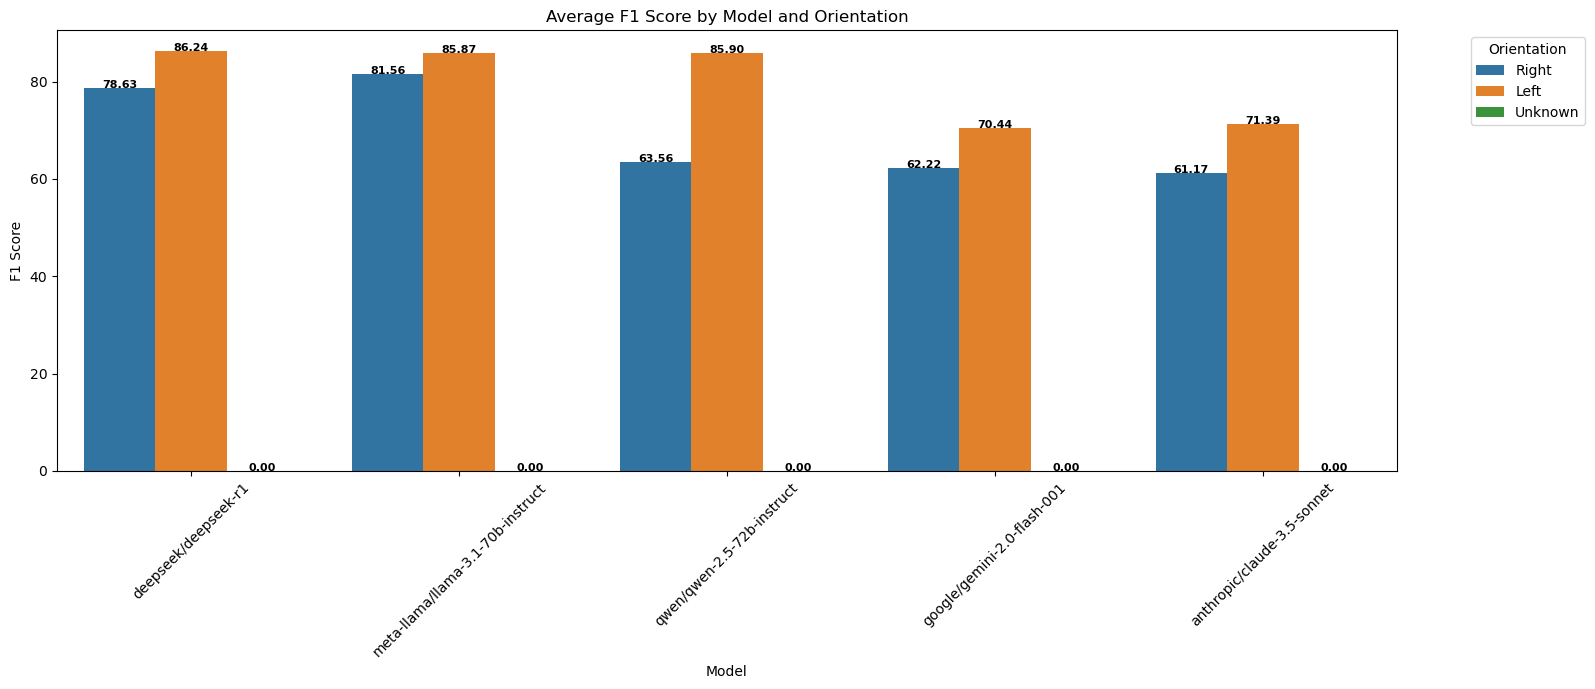 Average F1 Score by Model and Orientation
Orientation
Right
Left
Unknown
F1 Score
80
60
40
20
0
78.63
86.24
0.00
81.56
85.87
0.00
63.56
85.90
0.00
62.22
70.44
0.00
61.17
71.39
0.00
deepseek/deepseek-r1
meta-llama/llama-3.1-70b-instruct
qwen/qwen-2.5-72b-instruct
google/gemini-2.0-flash-001
anthropic/claude-3.5-sonnet
Model